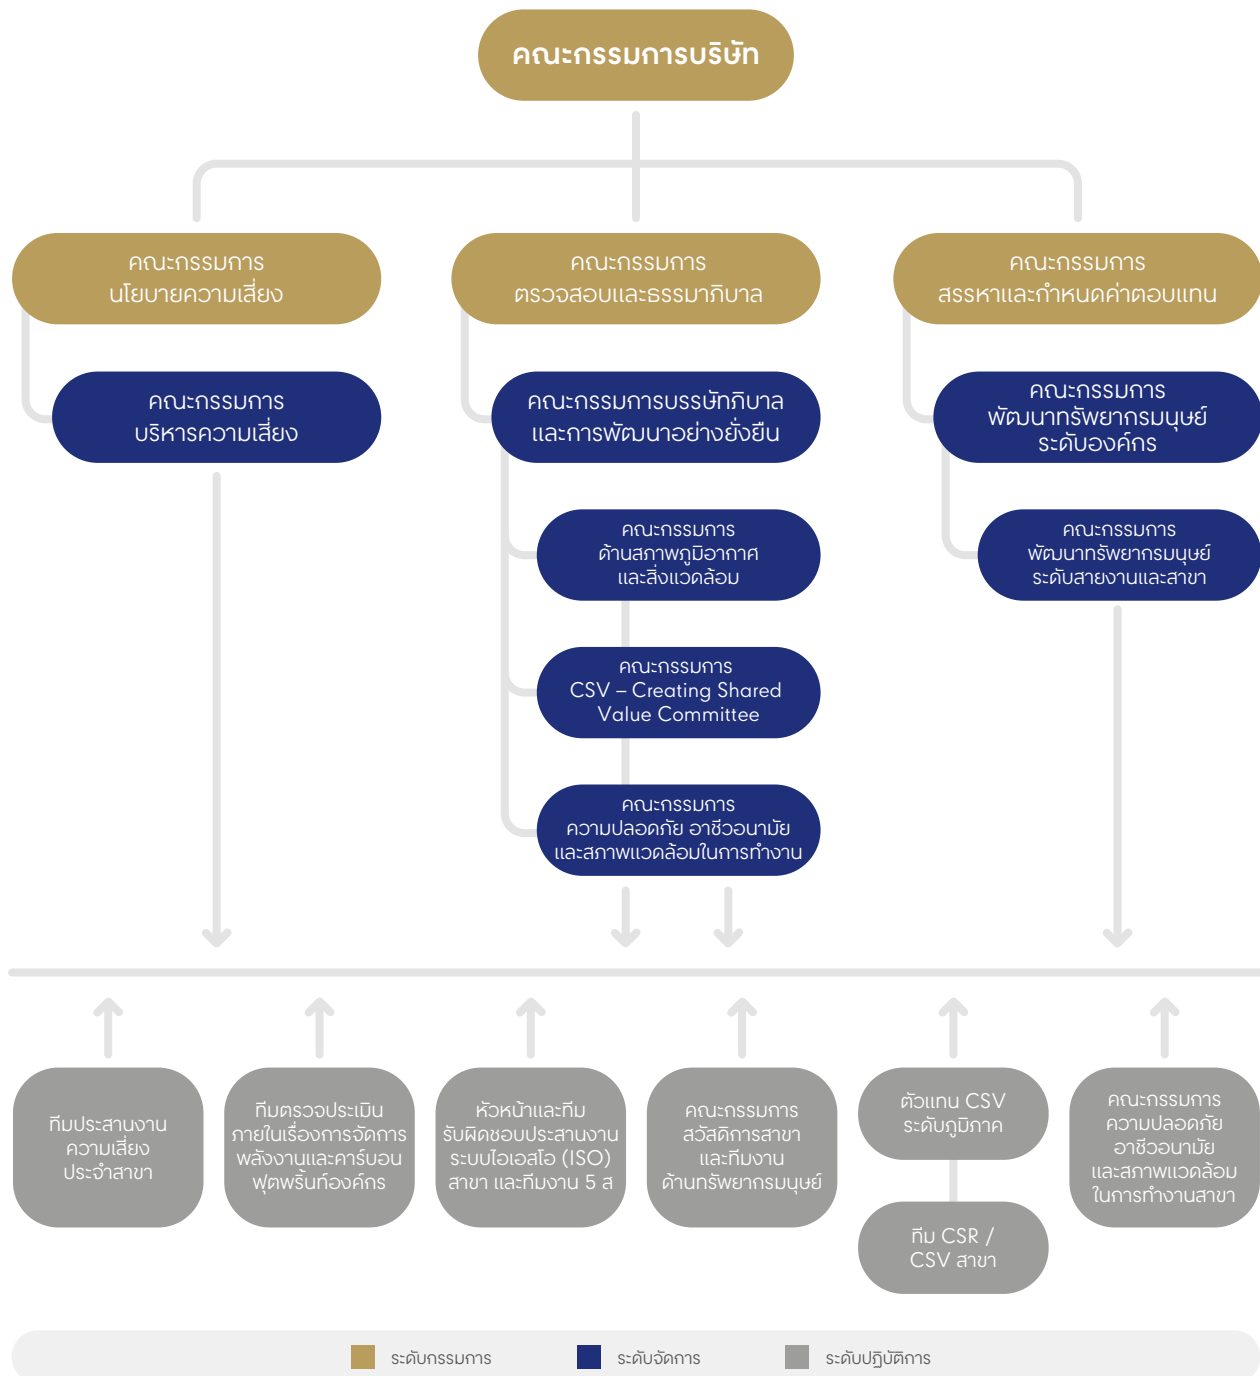 คณะกรรมการบริษัท
คณะกรรมการ
นโยบายความเสี่ยง
คณะกรรมการ
ตรวจสอบและธรรมาภิบาล
คณะกรรมการ
สรรหาและกำหนดค่าตอบแทน
คณะกรรมการ
บริหารความเสี่ยง
คณะกรรมการบรรษัทภิบาล
และการพัฒนาอย่างยั่งยืน
คณะกรรมการ
พัฒนาทรัพยากรมนุษย์
ระดับองค์กร
คณะกรรมการ
ด้านสภาพภูมิอากาศ
และสิ่งแวดล้อม
คณะกรรมการ
พัฒนาทรัพยากรมนุษย์
ระดับสายงานและสาขา
คณะกรรมการ
CSV – Creating Shared
Value Committee
คณะกรรมการ
ความปลอดภัย อาชีวอนามัย
และสภาพแวดล้อมในการทำงาน
ทีมประสานงาน
ความเสี่ยง
ประจำสาขา
ทีมตรวจประเมิน
ภายในเรื่องการจัดการ
พลังงานและคาร์บอน
ฟุตพริ้นท์องค์กร
หัวหน้าและทีม
รับผิดชอบประสานงาน
ระบบไอเอสโอ (ISO)
สาขา และทีมงาน 5 ส
คณะกรรมการ
สวัสดิการสาขา
และทีมงาน
ด้านทรัพยากรมนุษย์
ตัวแทน CSV
ระดับภูมิภาค
ทีม CSR /
CSV สาขา
คณะกรรมการ
ความปลอดภัย
อาชีวอนามัย
และสภาพแวดล้อม
ในการทำงานสาขา
ระดับกรรมการ
ระดับจัดการ
ระดับปฏิบัติการ